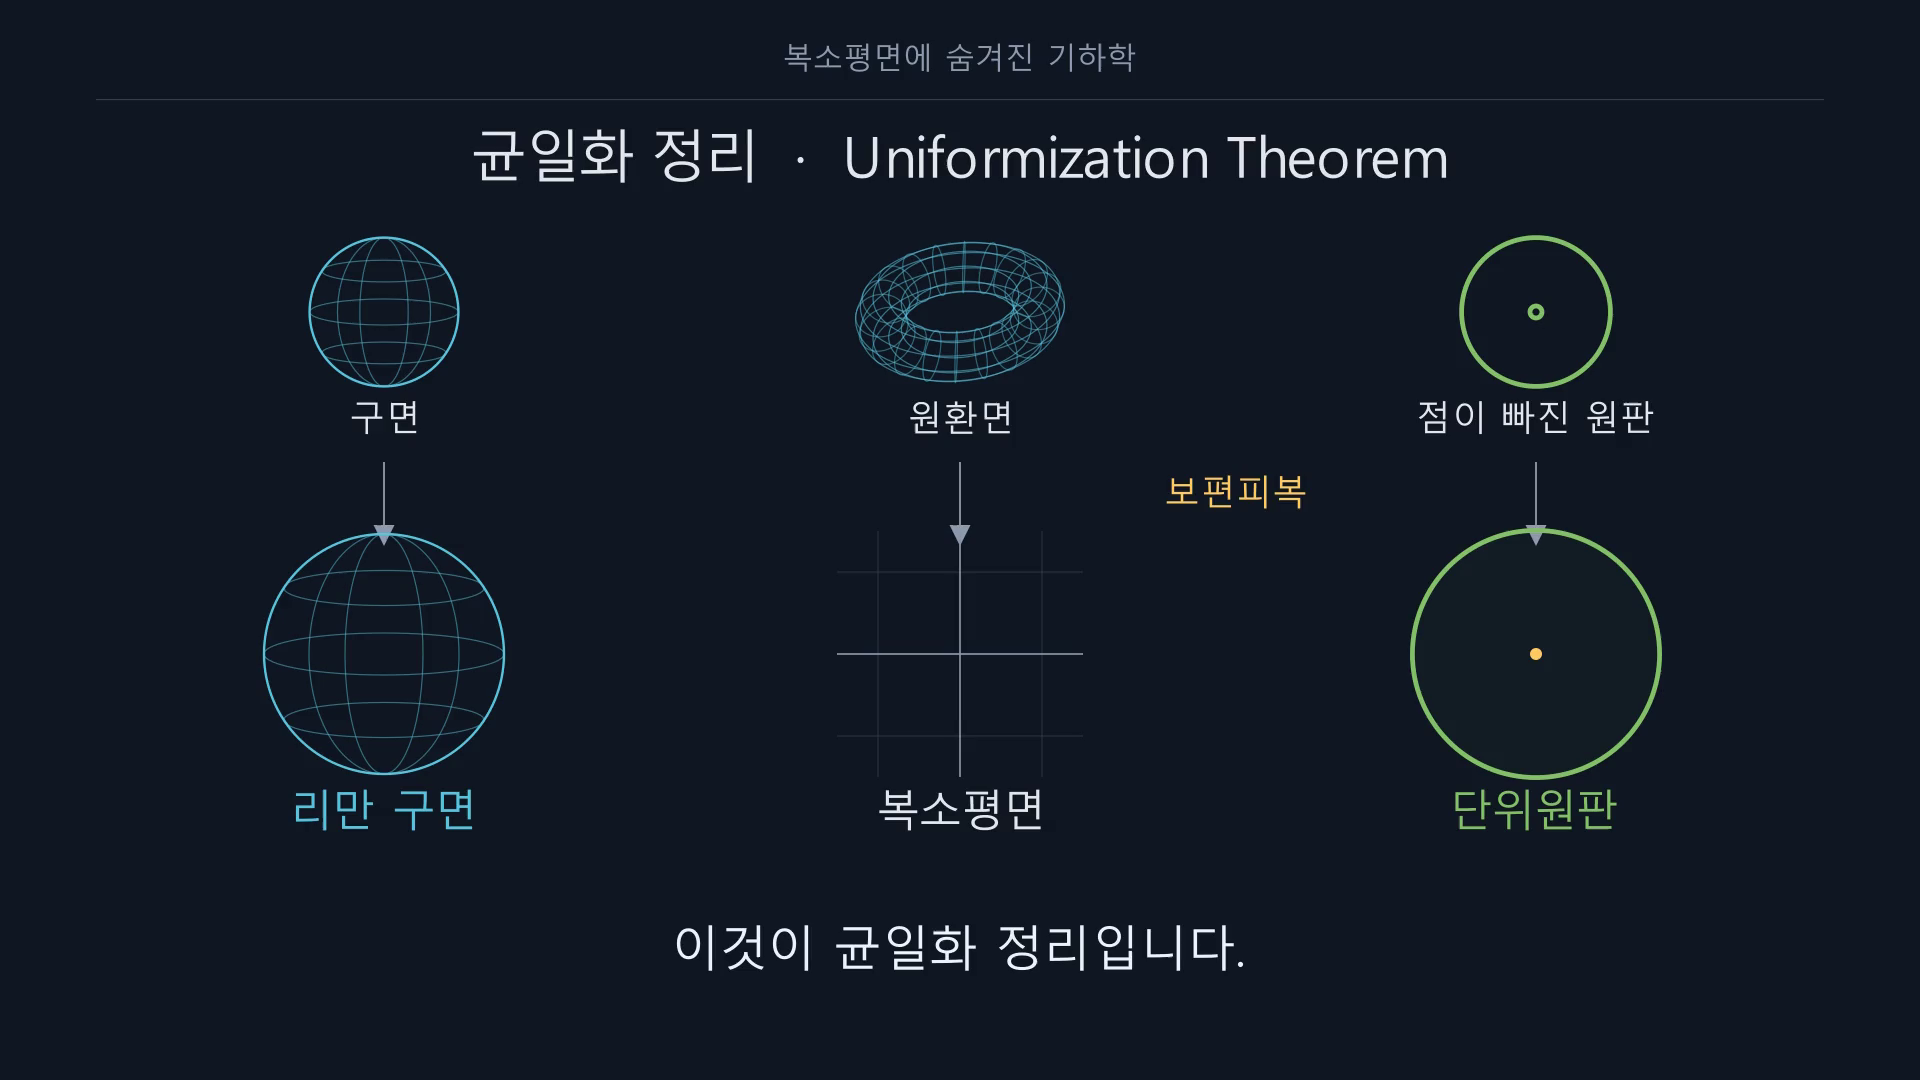 복소평면에 숨겨진 기하학
균일화 정리 · Uniformization Theorem
구면
원환면
점이 빠진 원판
보편피복
리만 구면
복소평면
단위원판
이것이 균일화 정리입니다.